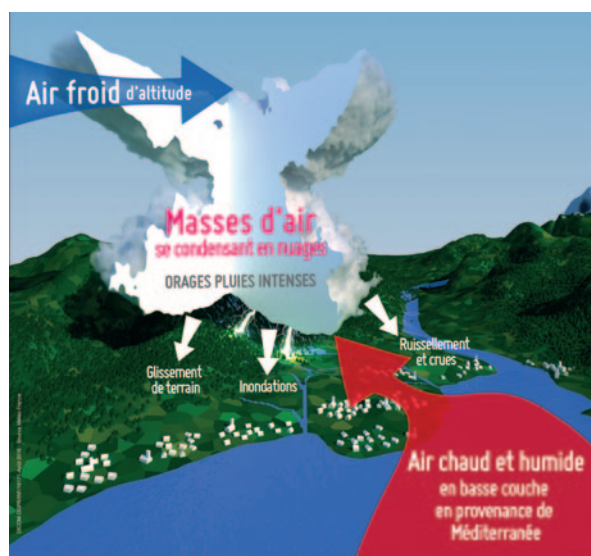 Air froid d'altitude
Masses d'air
se condensant en nuages
ORAGES PLUIES INTENSES
Glissement
de terrain
Inondations
Ruissellement
et crues
Air chaud et humide
en basse couche
en provenance de
Méditerranée